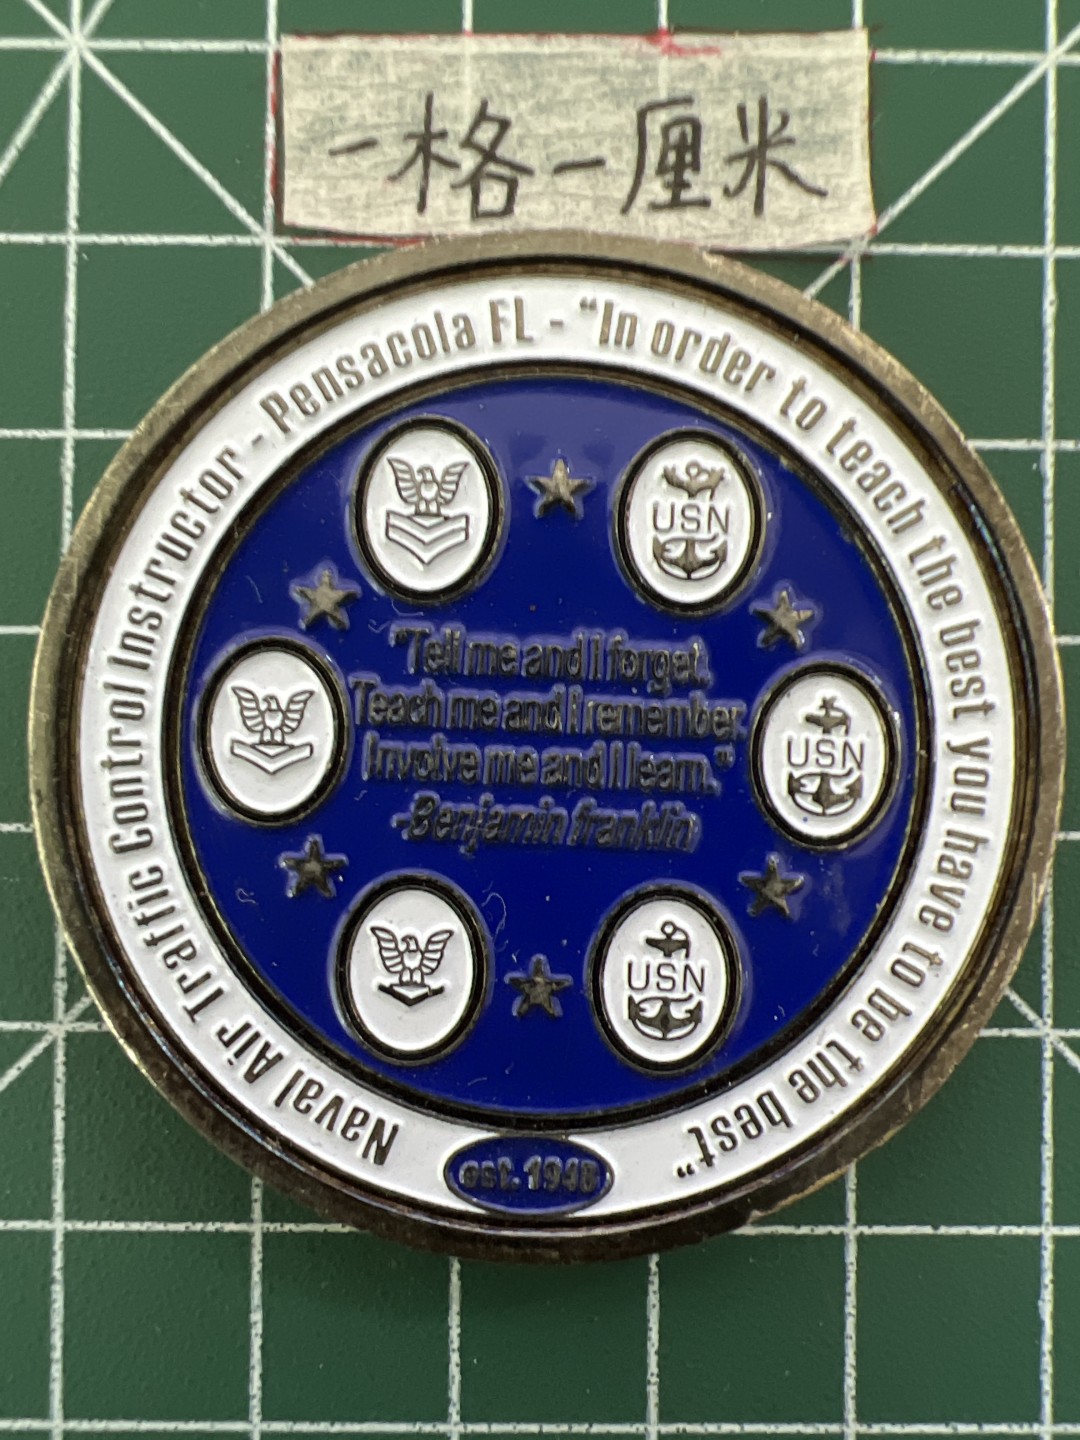 一格一厘米
Naval Air Traffic Control Instructor - Pensacola FL - "In order to teach the best you have to be the best"
USN
"Tell me and I forget.
Teach me and I remember.
Involve me and I learn."
-Benjamin franklin
USN
USN
est. 1948